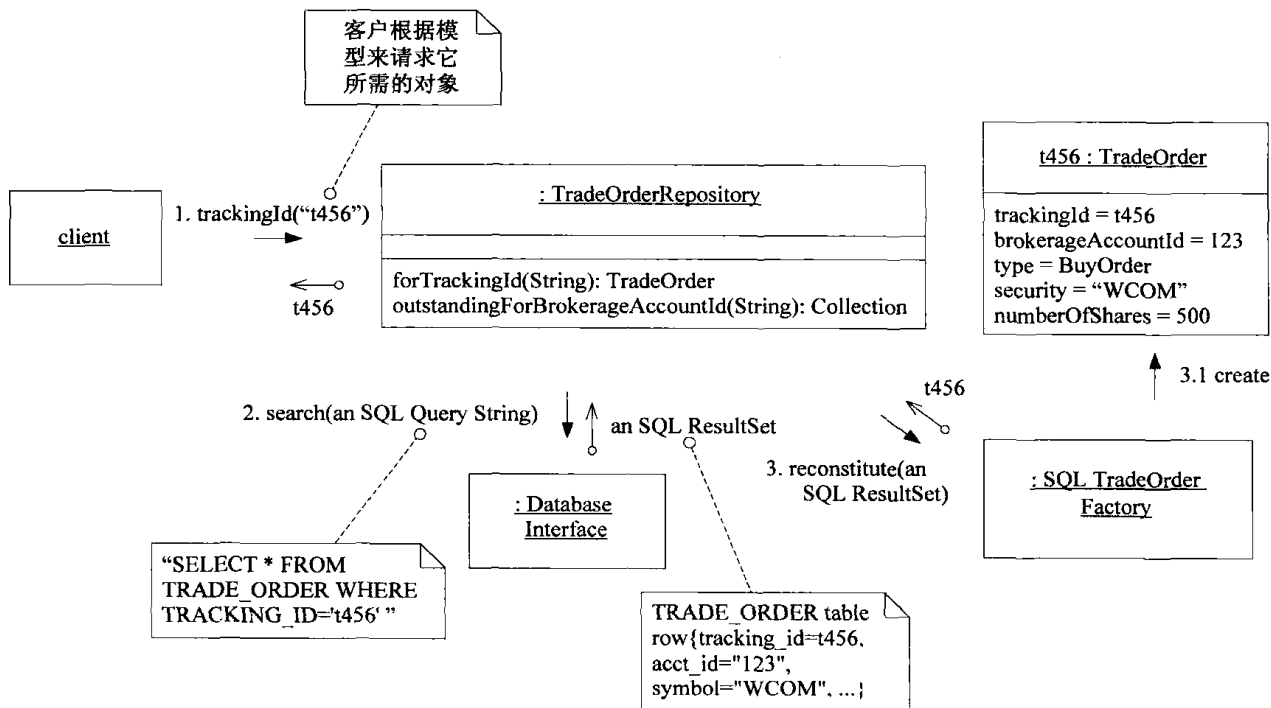 客户根据模
型来请求它
所需的对象
client
1. trackingId(“t456”)
t456
: TradeOrderRepository
forTrackingId(String): TradeOrder
outstandingForBrokerageAccountId(String): Collection
t456 : TradeOrder
trackingId = t456
brokerageAccountId = 123
type = BuyOrder
security = “WCOM”
numberOfShares = 500
3.1 create
2. search(an SQL Query String)
an SQL ResultSet
t456
3. reconstitute(an
SQL ResultSet)
: Database
Interface
: SQL TradeOrder
Factory
“SELECT * FROM
TRADE_ORDER WHERE
TRACKING_ID='t456' ”
TRADE_ORDER table
row{tracking_id=t456,
acct_id="123",
symbol="WCOM", ...}